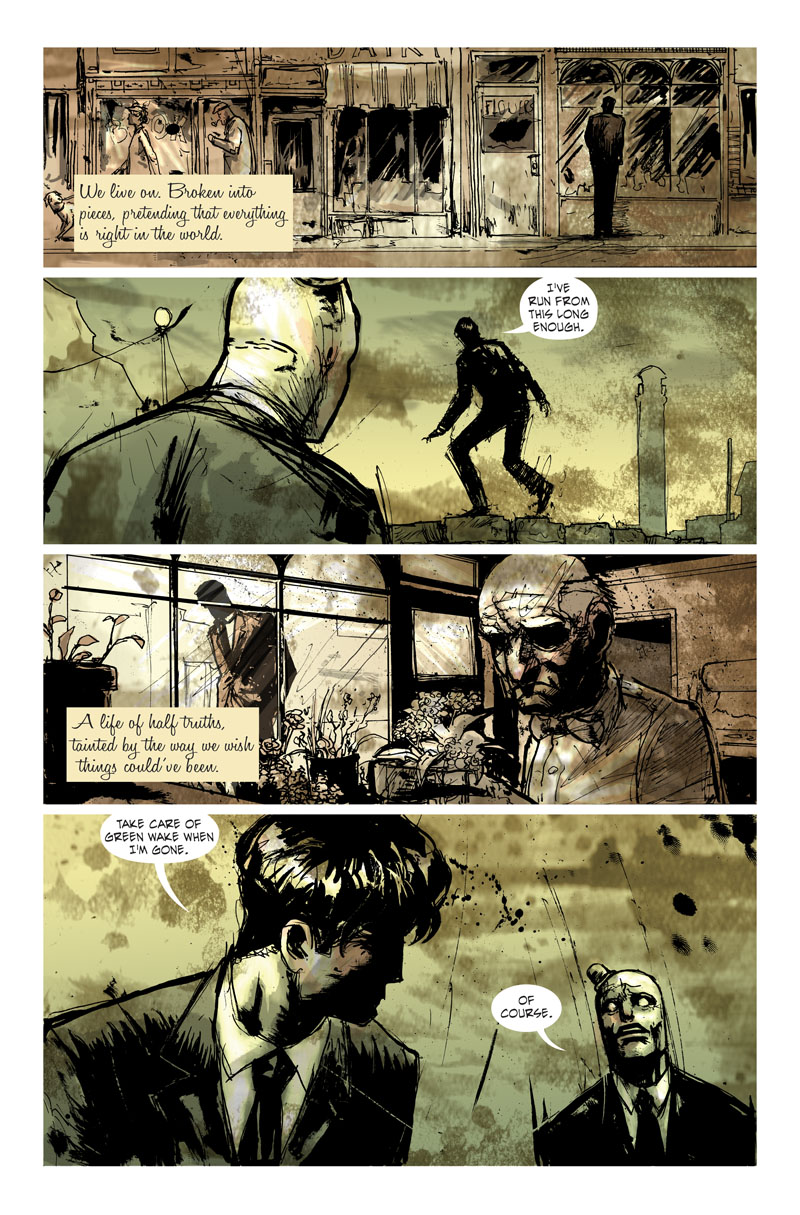 DAIRY
We live on. Broken into
pieces, pretending that everything
is right in the world.
I'VE
RUN FROM
THIS LONG
ENOUGH.
A life of half truths,
tainted by the way we wish
things could've been.
TAKE CARE OF
GREEN WAKE WHEN
I'M GONE.
OF
COURSE.